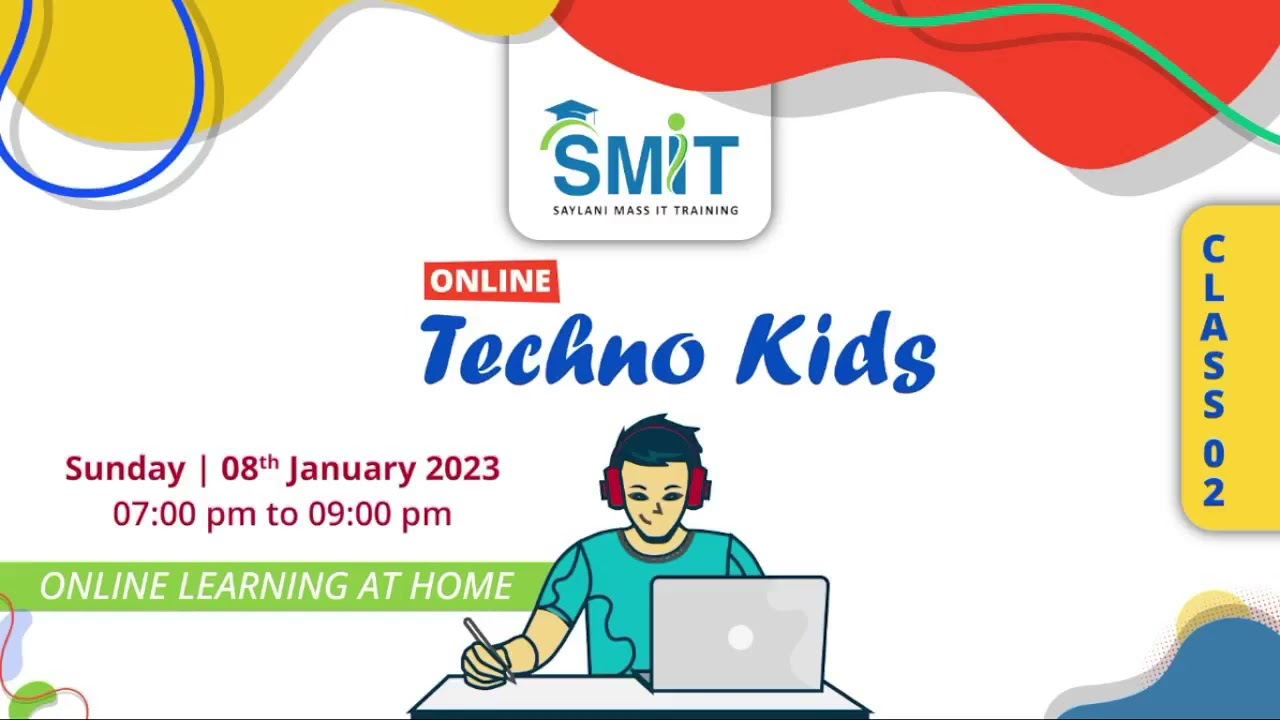 SMIT
SAYLANI MASS IT TRAINING
ONLINE
Techno Kids
CLASS 02
Sunday | 08th January 2023
07:00 pm to 09:00 pm
ONLINE LEARNING AT HOME